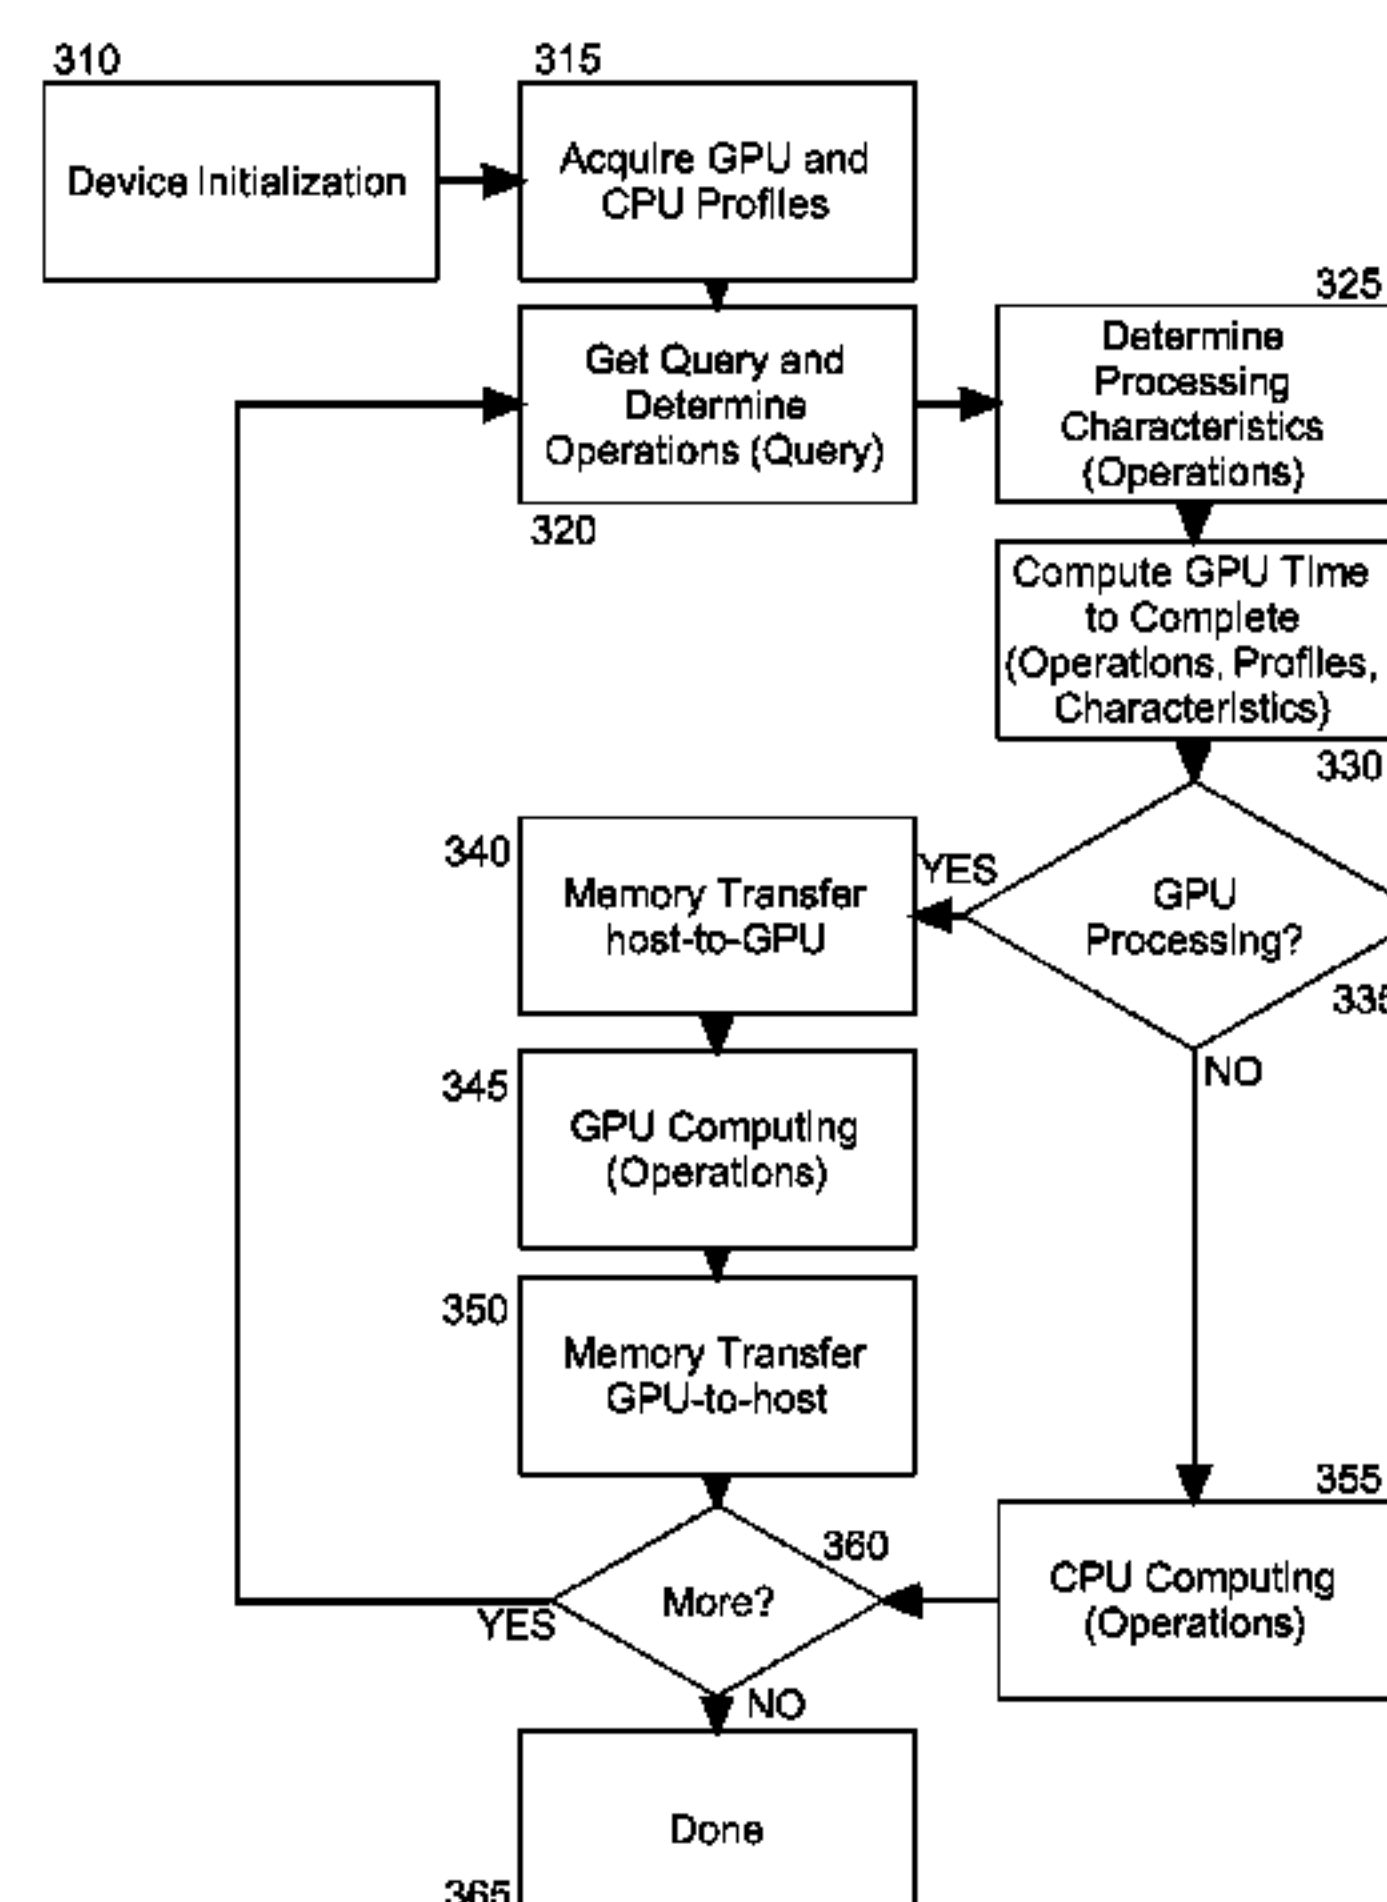 310
Device Initialization
315
Acquire GPU and
CPU Profiles
Get Query and
Determine
Operations (Query)
320
325
Determine
Processing
Characteristics
(Operations)
Compute GPU Time
to Complete
(Operations, Profiles,
Characteristics)
330
GPU
Processing?
335
YES
NO
340
Memory Transfer
host-to-GPU
345
GPU Computing
(Operations)
350
Memory Transfer
GPU-to-host
355
CPU Computing
(Operations)
360
More?
YES
NO
Done
365